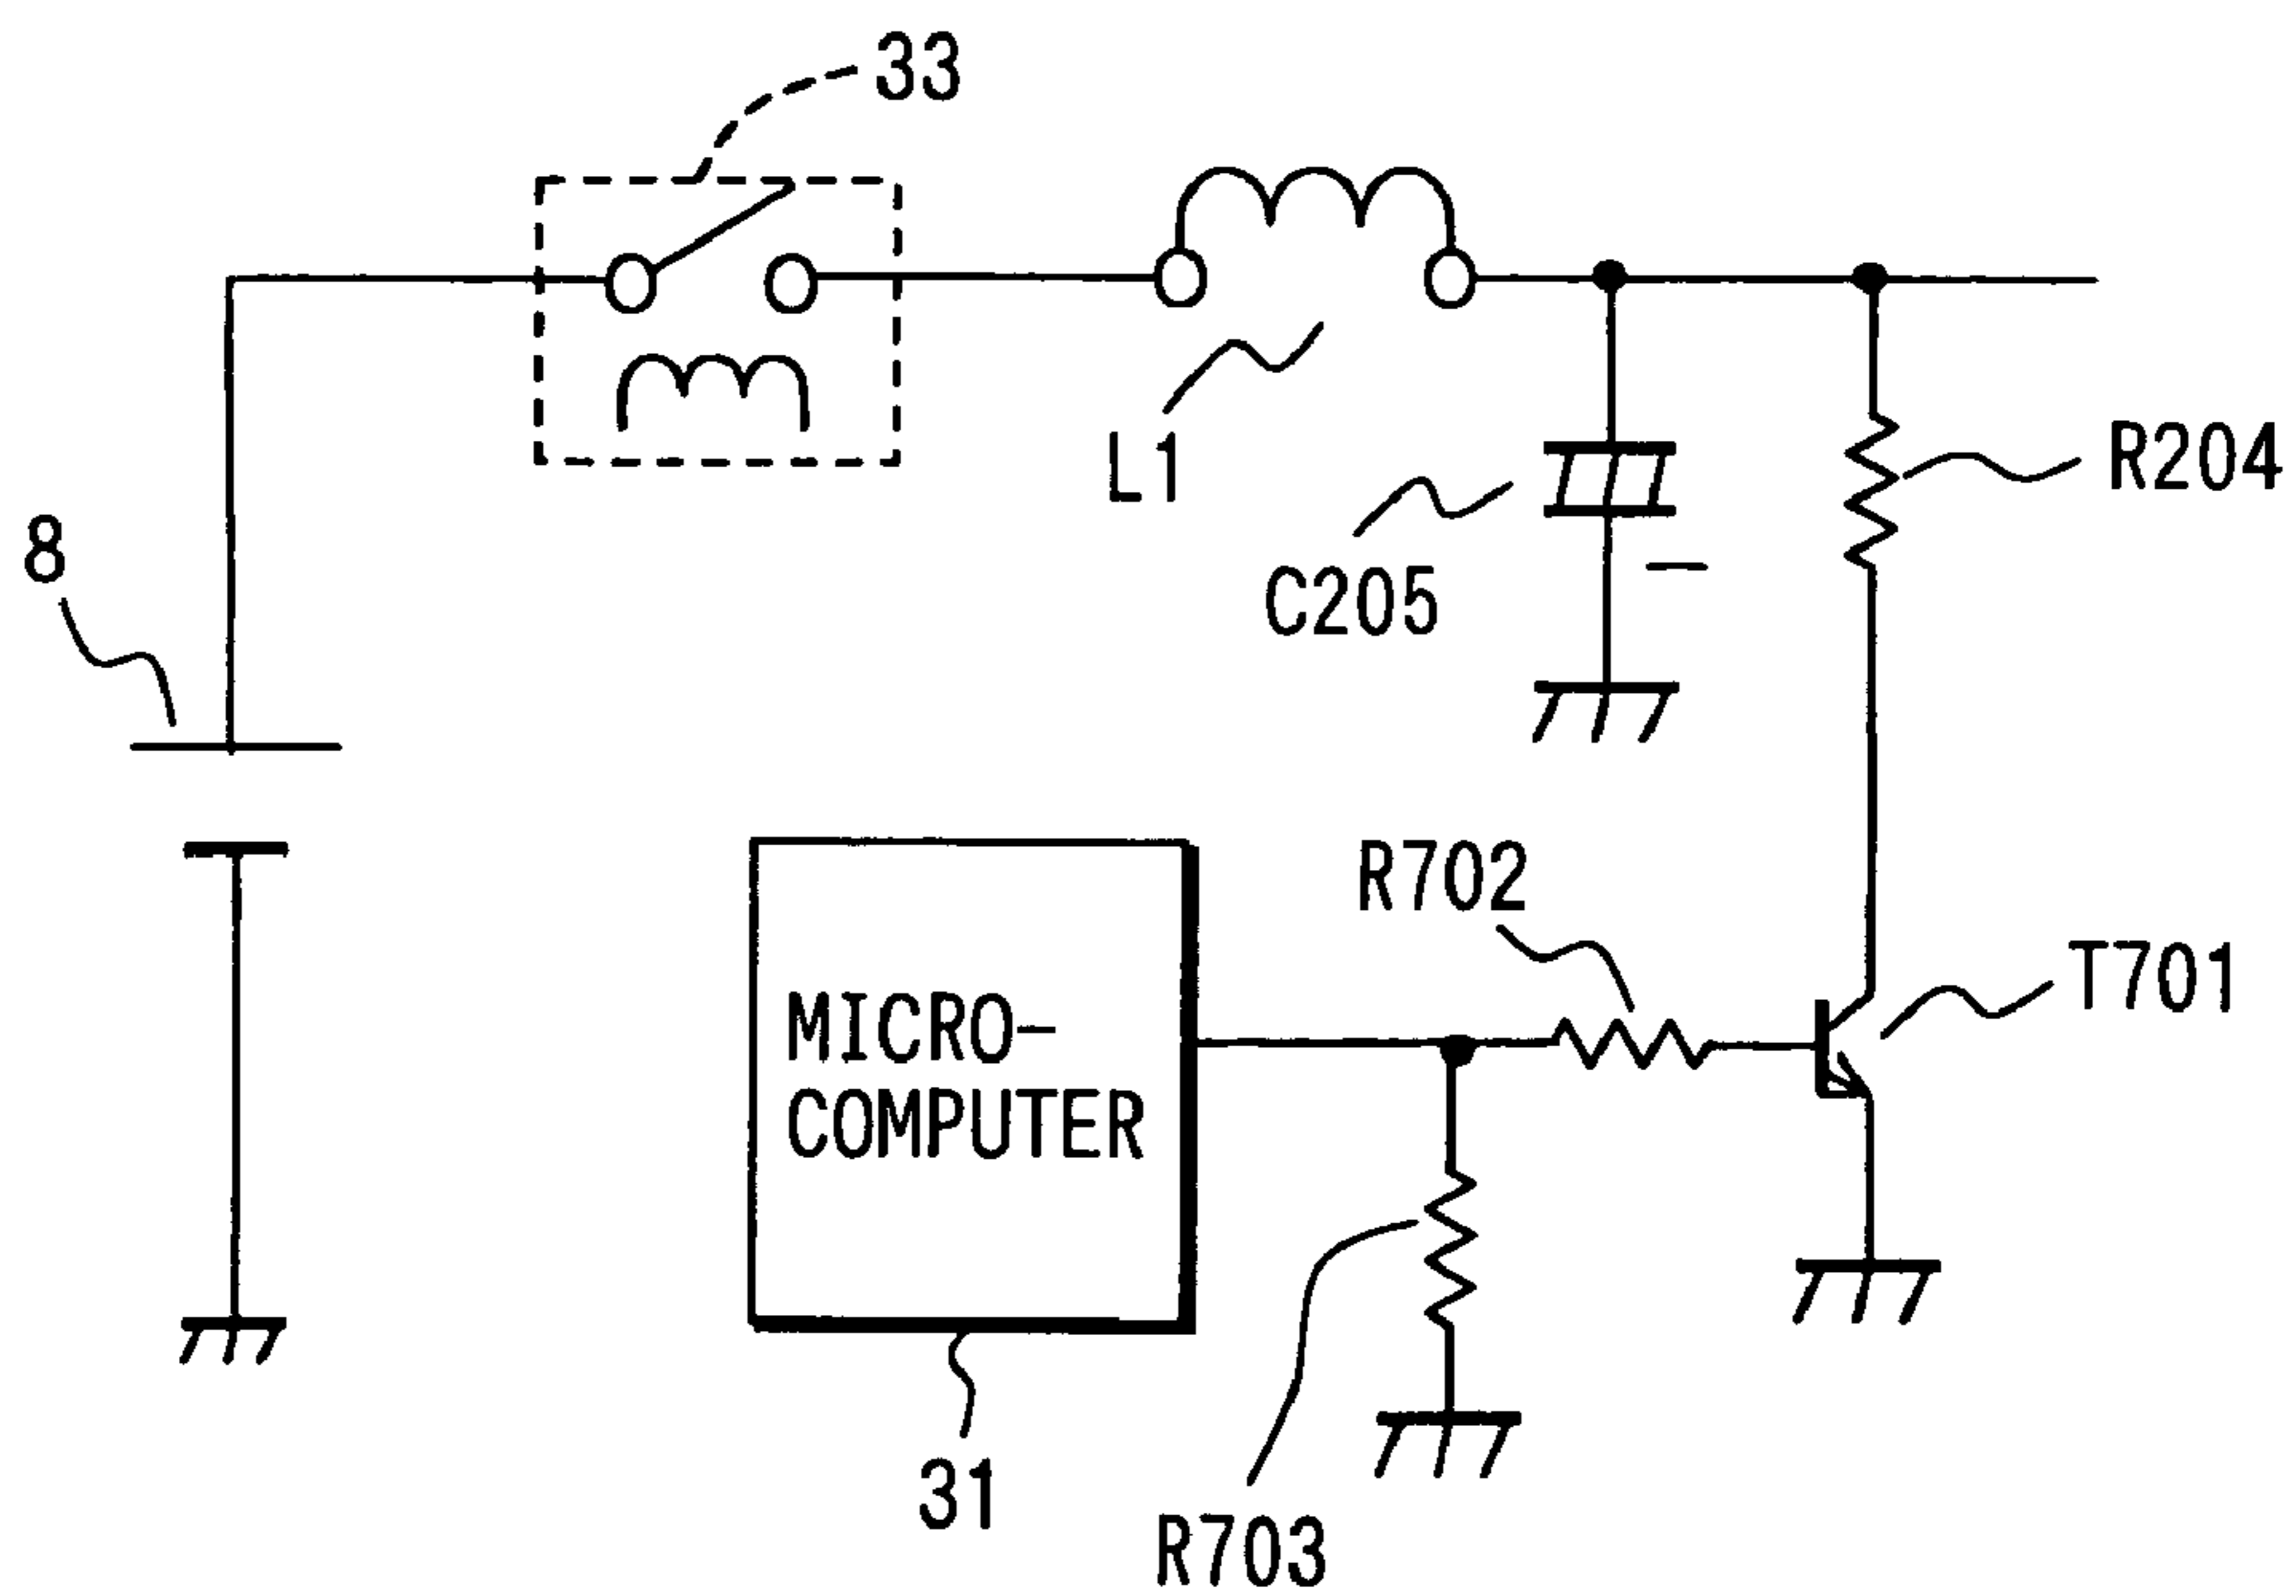 33
L1
R204
8
C205
R702
T701
MICRO-
COMPUTER
31
R703